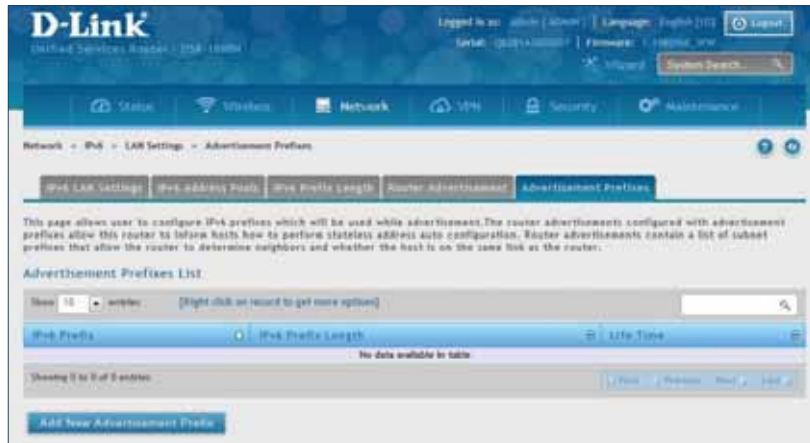 D-Link
Unified Services Router - DSR-1000N
Logged in as: admin ( ADMIN ) | Language: English [US]
Logout
Serial: | Firmware:
Wizard
System Search...
Status
Wireless
Network
VPN
Security
Maintenance
Network » IPv6 » LAN Settings » Advertisement Prefixes
IPv6 LAN Settings
IPv6 Address Pools
IPv6 Prefix Length
Router Advertisement
Advertisement Prefixes
This page allows user to configure IPv6 prefixes which will be used while advertisement.The router advertisements configured with advertisement
prefixes allow this router to inform hosts how to perform stateless address auto configuration. Router advertisements contain a list of subnet
prefixes that allow the router to determine neighbors and whether the host is on the same link as the router.
Advertisement Prefixes List
Show 10 entries [Right click on record to get more options]
IPv6 Prefix
IPv6 Prefix Length
Life Time
No data available in table
Showing 0 to 0 of 0 entries
First
Previous
Next
Last
Add New Advertisement Prefix